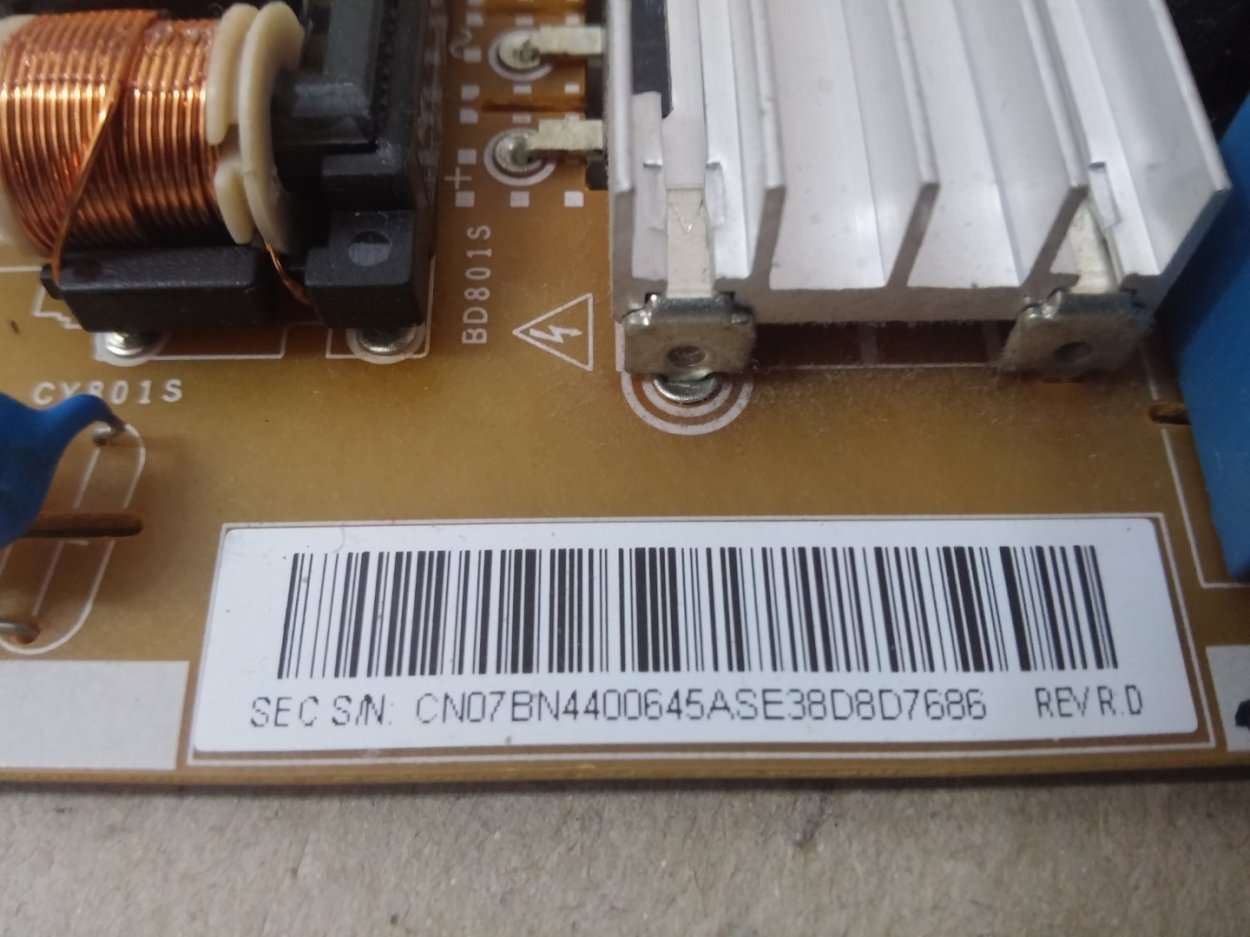 BD801S
CY801S
SEC S/N: CN07BN4400645ASE38D8D7686 REV R.D